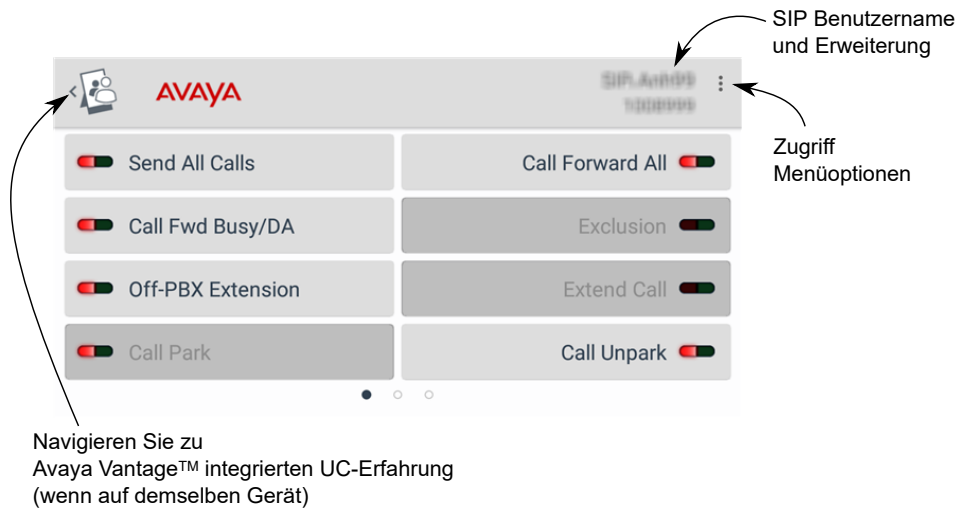 SIP Benutzername
und Erweiterung
AVAYA
Zugriff
Menüoptionen
Send All Calls
Call Forward All
Call Fwd Busy/DA
Exclusion
Off-PBX Extension
Extend Call
Call Park
Call Unpark
Navigieren Sie zu
Avaya Vantage™ integrierten UC-Erfahrung
(wenn auf demselben Gerät)